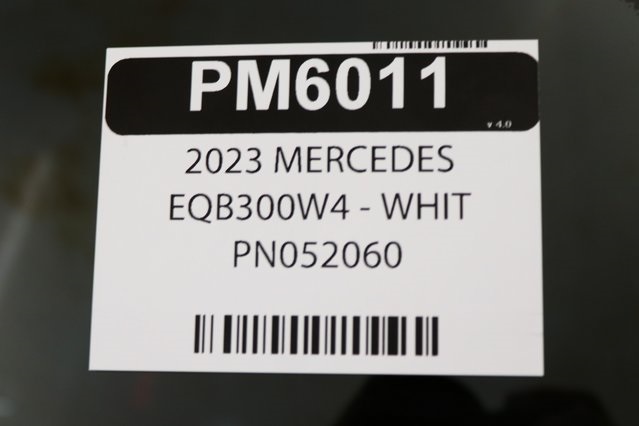 PM6011
v 4.0
2023 MERCEDES
EQB300W4 - WHIT
PN052060